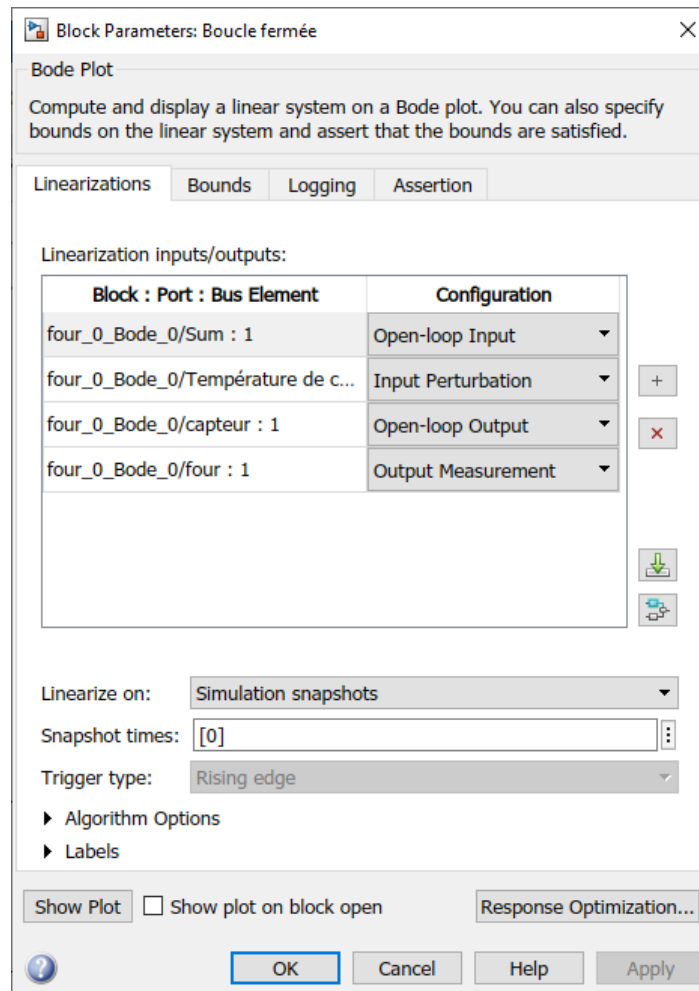 Block Parameters: Boucle fermée
Bode Plot
Compute and display a linear system on a Bode plot. You can also specify
bounds on the linear system and assert that the bounds are satisfied.
Linearizations Bounds Logging Assertion
Linearization inputs/outputs:
Block : Port : Bus Element Configuration
four_0_Bode_0/Sum : 1 Open-loop Input
four_0_Bode_0/Température de c... Input Perturbation
four_0_Bode_0/capteur : 1 Open-loop Output
four_0_Bode_0/four : 1 Output Measurement
Linearize on: Simulation snapshots
Snapshot times: [0]
Trigger type: Rising edge
Algorithm Options
Labels
Show Plot Show plot on block open Response Optimization...
OK Cancel Help Apply